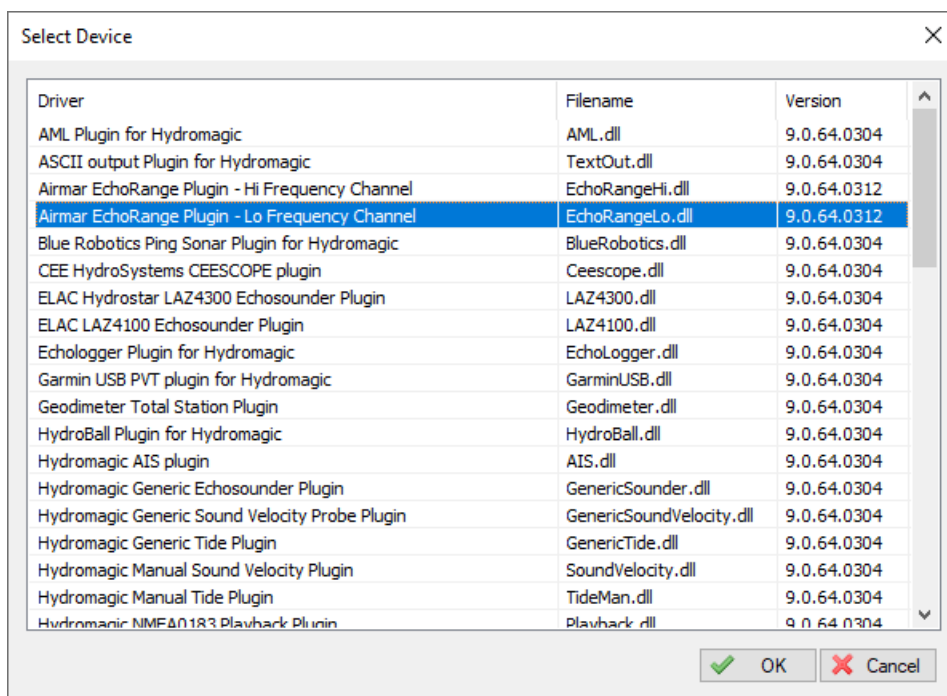 Select Device
Driver Filename Version
AML Plugin for Hydromagic AML.dll 9.0.64.0304
ASCII output Plugin for Hydromagic TextOut.dll 9.0.64.0304
Airmar EchoRange Plugin - Hi Frequency Channel EchoRangeHi.dll 9.0.64.0312
Airmar EchoRange Plugin - Lo Frequency Channel EchoRangeLo.dll 9.0.64.0312
Blue Robotics Ping Sonar Plugin for Hydromagic BlueRobotics.dll 9.0.64.0304
CEE HydroSystems CEESCOPE plugin Ceescope.dll 9.0.64.0304
ELAC Hydrostar LAZ4300 Echosounder Plugin LAZ4300.dll 9.0.64.0304
ELAC LAZ4100 Echosounder Plugin LAZ4100.dll 9.0.64.0304
Echologger Plugin for Hydromagic EchoLogger.dll 9.0.64.0304
Garmin USB PVT plugin for Hydromagic GarminUSB.dll 9.0.64.0304
Geodimeter Total Station Plugin Geodimeter.dll 9.0.64.0304
HydroBall Plugin for Hydromagic HydroBall.dll 9.0.64.0304
Hydromagic AIS plugin AIS.dll 9.0.64.0304
Hydromagic Generic Echosounder Plugin GenericSounder.dll 9.0.64.0304
Hydromagic Generic Sound Velocity Probe Plugin GenericSoundVelocity.dll 9.0.64.0304
Hydromagic Generic Tide Plugin GenericTide.dll 9.0.64.0304
Hydromagic Manual Sound Velocity Plugin SoundVelocity.dll 9.0.64.0304
Hydromagic Manual Tide Plugin TideMan.dll 9.0.64.0304
Hydromagic NMEA0183 Playback Plugin Playback.dll 9.0.64.0304
OK Cancel